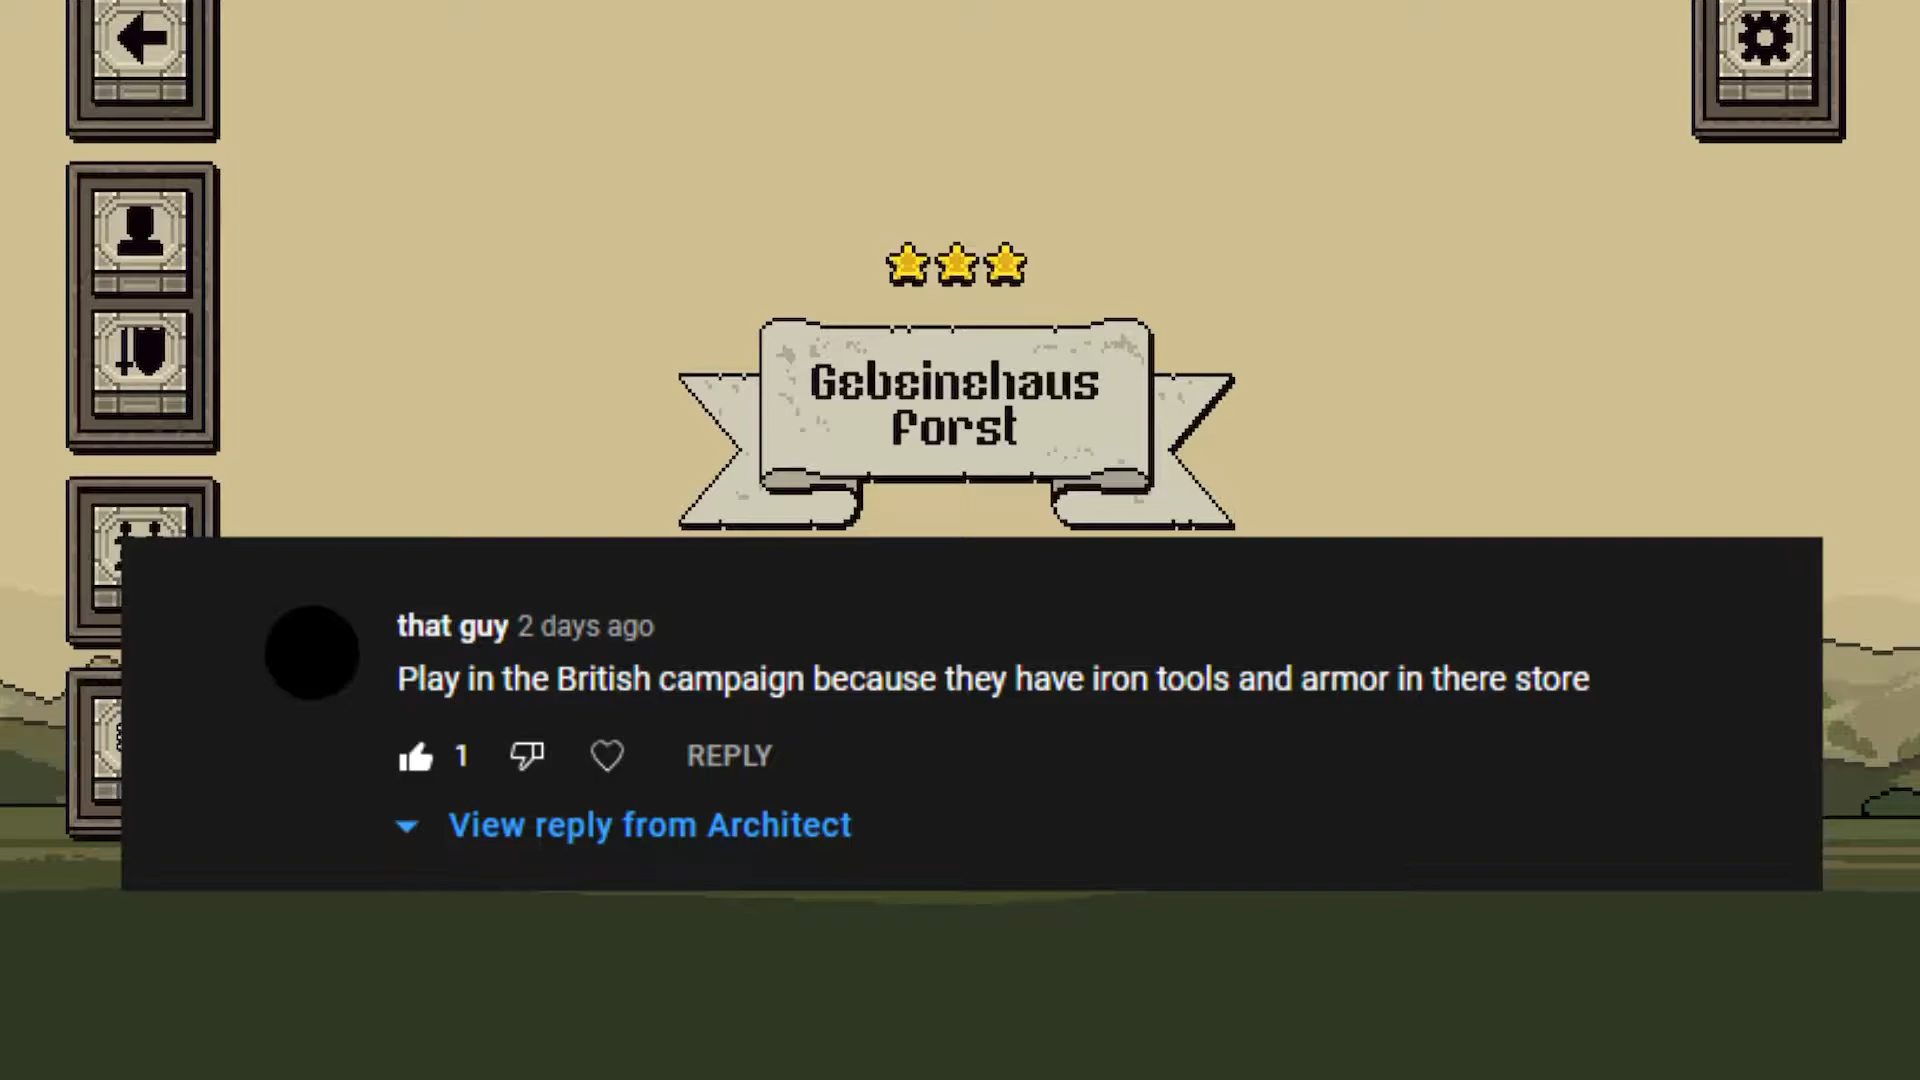 Gebeinehaus
Forst
that guy 2 days ago
Play in the British campaign because they have iron tools and armor in there store
1
REPLY
View reply from Architect